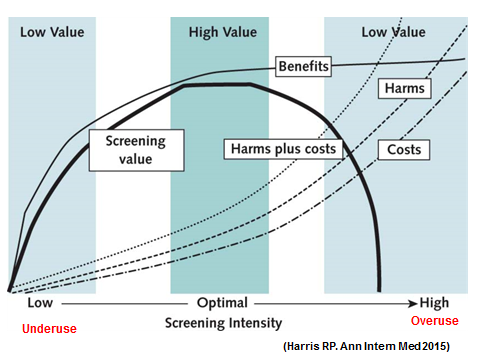 Low Value
High Value
Low Value
Benefits
Harms
Screening
value
Harms plus costs
Costs
Low
Optimal
High
Underuse
Screening Intensity
Overuse
(Harris RP. Ann Intern Med 2015)